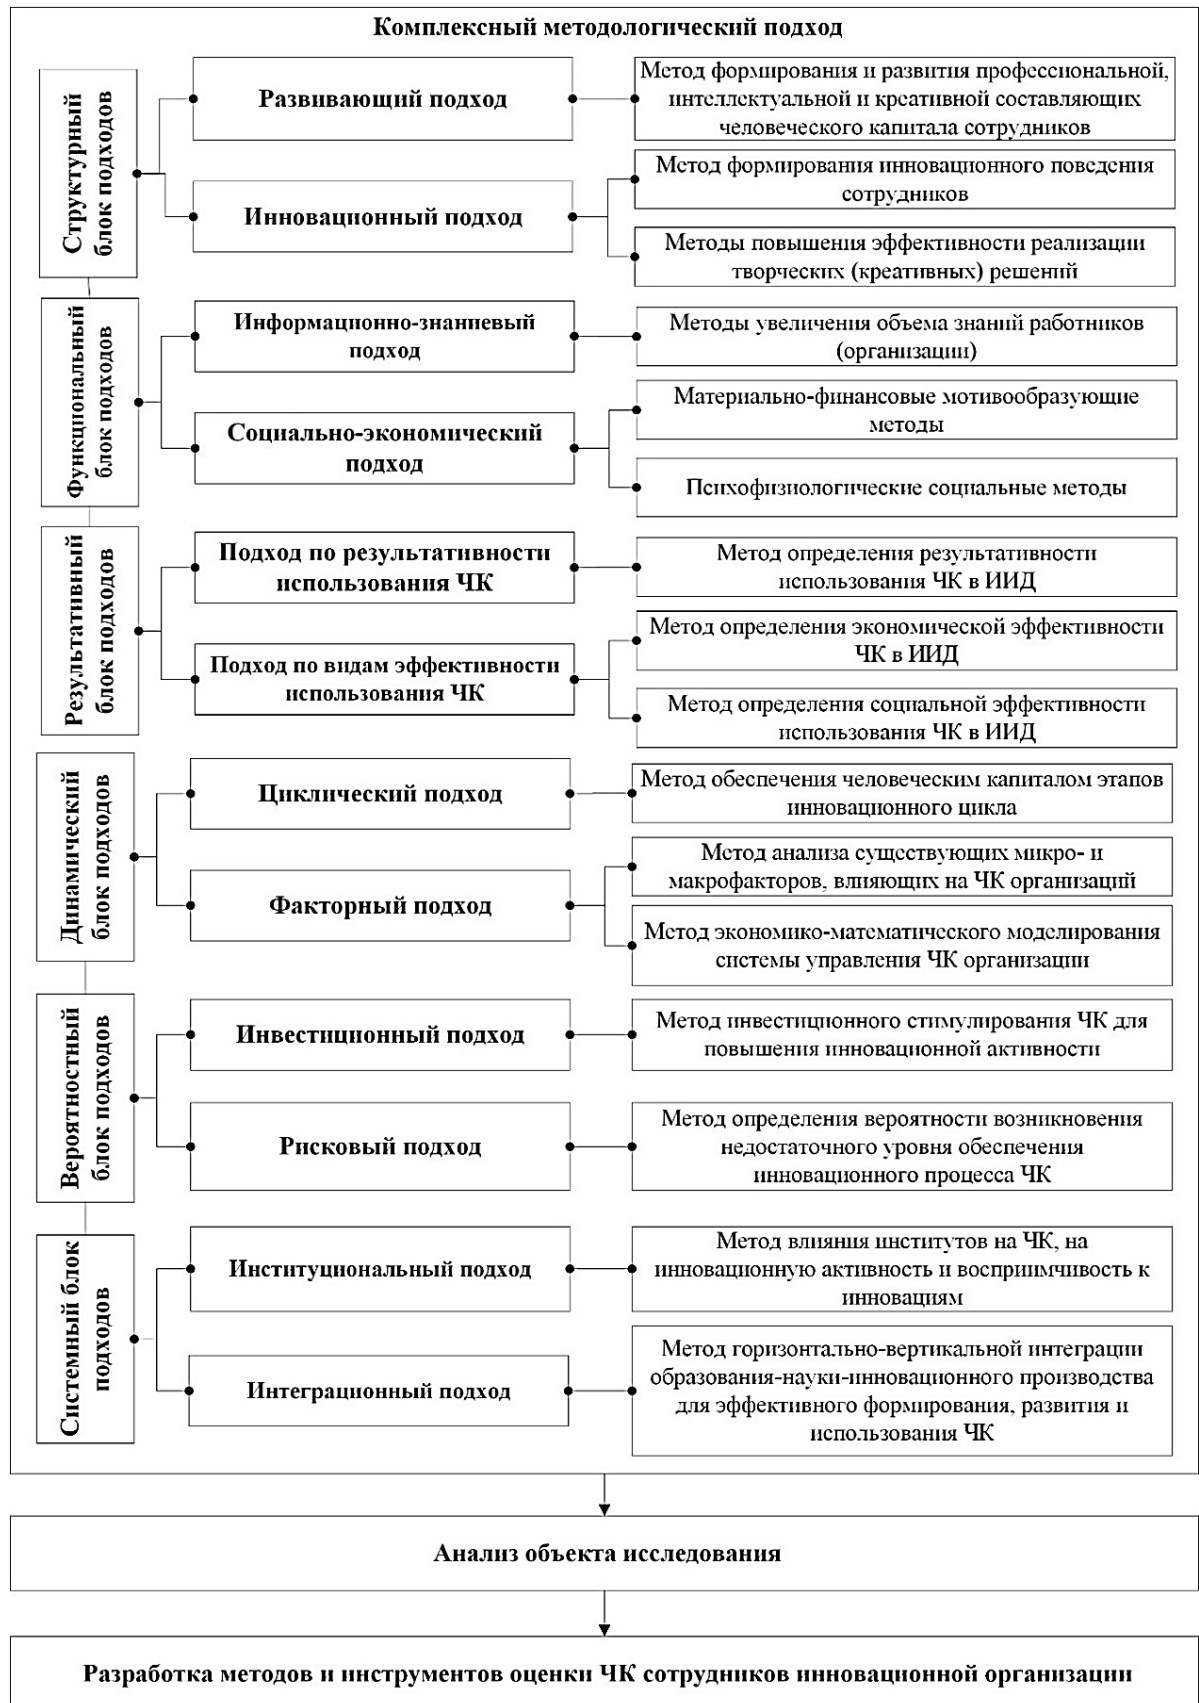 Комплексный методологический подход
Структурный
блок подходов
Развивающий подход
Метод формирования и развития профессиональной,
интеллектуальной и креативной составляющих
человеческого капитала сотрудников
Инновационный подход
Метод формирования инновационного поведения
сотрудников
Методы повышения эффективности реализации
творческих (креативных) решений
Функциональный
блок подходов
Информационно-знаниевый
подход
Методы увеличения объема знаний работников
(организации)
Социально-экономический
подход
Материально-финансовые мотивообразующие
методы
Психофизиологические социальные методы
Результативный
блок подходов
Подход по результативности
использования ЧК
Метод определения результативности
использования ЧК в ИИД
Подход по видам эффективности
использования ЧК
Метод определения экономической эффективности
ЧК в ИИД
Метод определения социальной эффективности
использования ЧК в ИИД
Динамический
блок подходов
Циклический подход
Метод обеспечения человеческим капиталом этапов
инновационного цикла
Факторный подход
Метод анализа существующих микро- и
макрофакторов, влияющих на ЧК организаций
Метод экономико-математического моделирования
системы управления ЧК организации
Вероятностный
блок подходов
Инвестиционный подход
Метод инвестиционного стимулирования ЧК для
повышения инновационной активности
Рисковый подход
Метод определения вероятности возникновения
недостаточного уровня обеспечения
инновационного процесса ЧК
Системный блок
подходов
Институциональный подход
Метод влияния институтов на ЧК, на
инновационную активность и восприимчивость к
инновациям
Интеграционный подход
Метод горизонтально-вертикальной интеграции
образования-науки-инновационного производства
для эффективного формирования, развития и
использования ЧК
Анализ объекта исследования
Разработка методов и инструментов оценки ЧК сотрудников инновационной организации